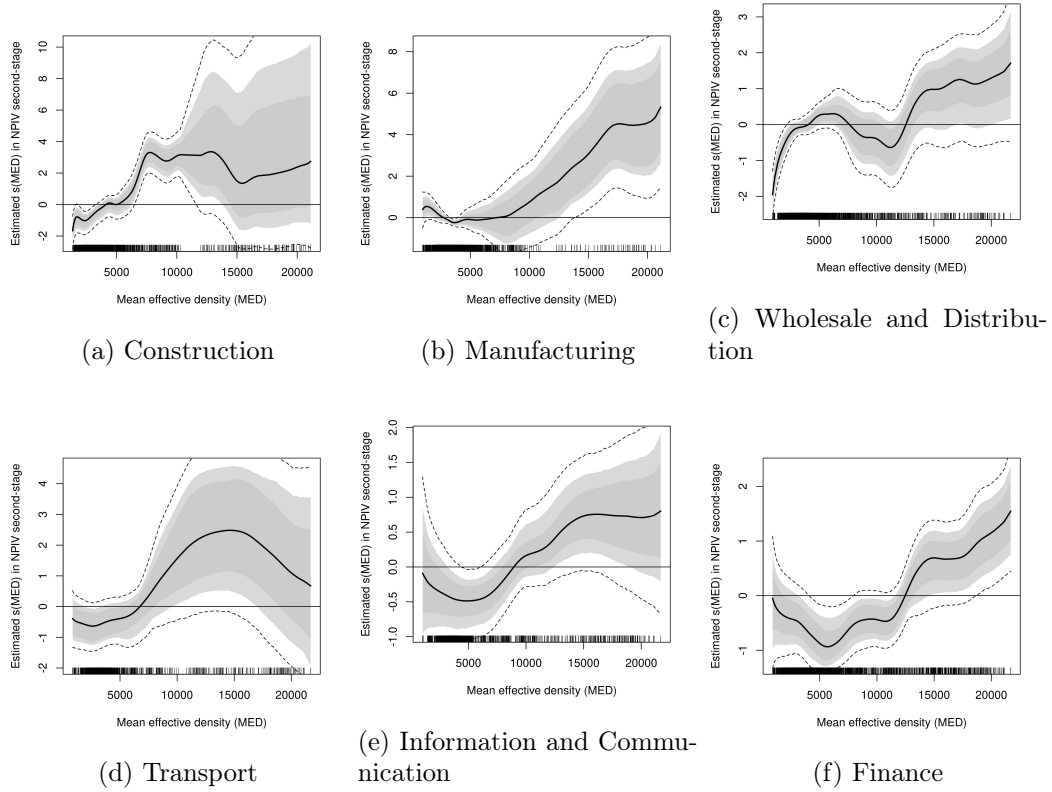 Estimated s(MED) in NPIV second-stage
10
8
6
4
2
0
-2
5000 10000 15000 20000
Mean effective density (MED)
(a) Construction
Estimated s(MED) in NPIV second-stage
8
6
4
2
0
5000 10000 15000 20000
Mean effective density (MED)
(b) Manufacturing
Estimated s(MED) in NPIV second-stage
3
2
1
0
-1
-2
5000 10000 15000 20000
Mean effective density (MED)
(c) Wholesale and Distribu-
tion
Estimated s(MED) in NPIV second-stage
4
3
2
1
0
-1
-2
5000 10000 15000 20000
Mean effective density (MED)
(d) Transport
Estimated s(MED) in NPIV second-stage
2.0
1.5
1.0
0.5
0.0
-0.5
-1.0
5000 10000 15000 20000
Mean effective density (MED)
(e) Information and Commu-
nication
Estimated s(MED) in NPIV second-stage
2
1
0
-1
5000 10000 15000 20000
Mean effective density (MED)
(f) Finance